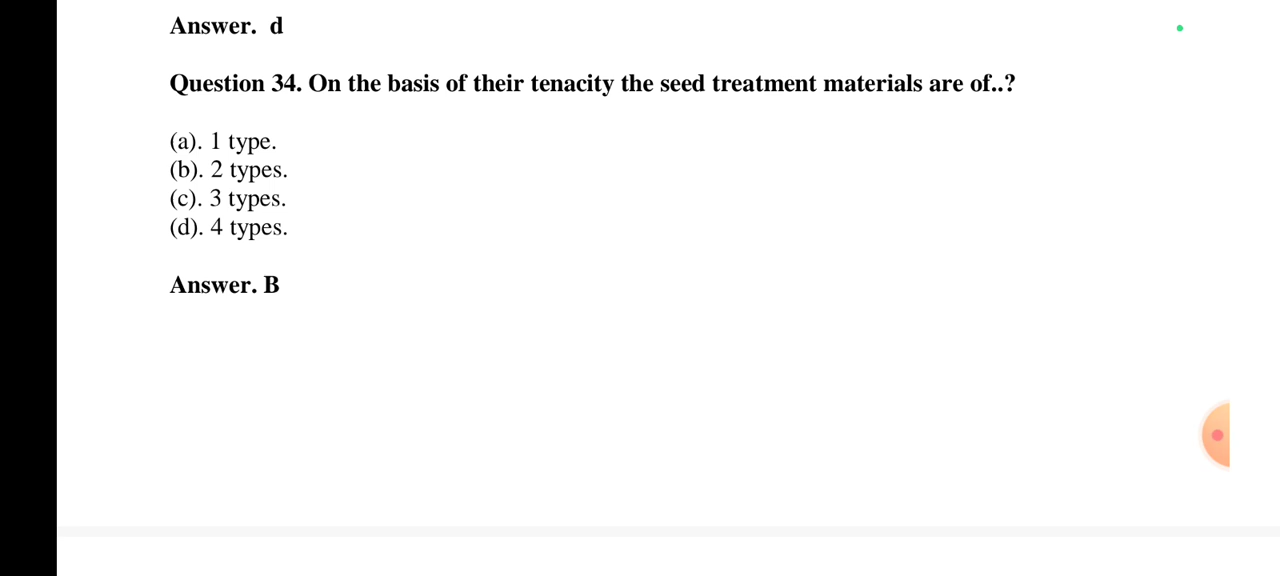 Answer. d
Question 34. On the basis of their tenacity the seed treatment materials are of..?
(a). 1 type.
(b). 2 types.
(c). 3 types.
(d). 4 types.
Answer. B